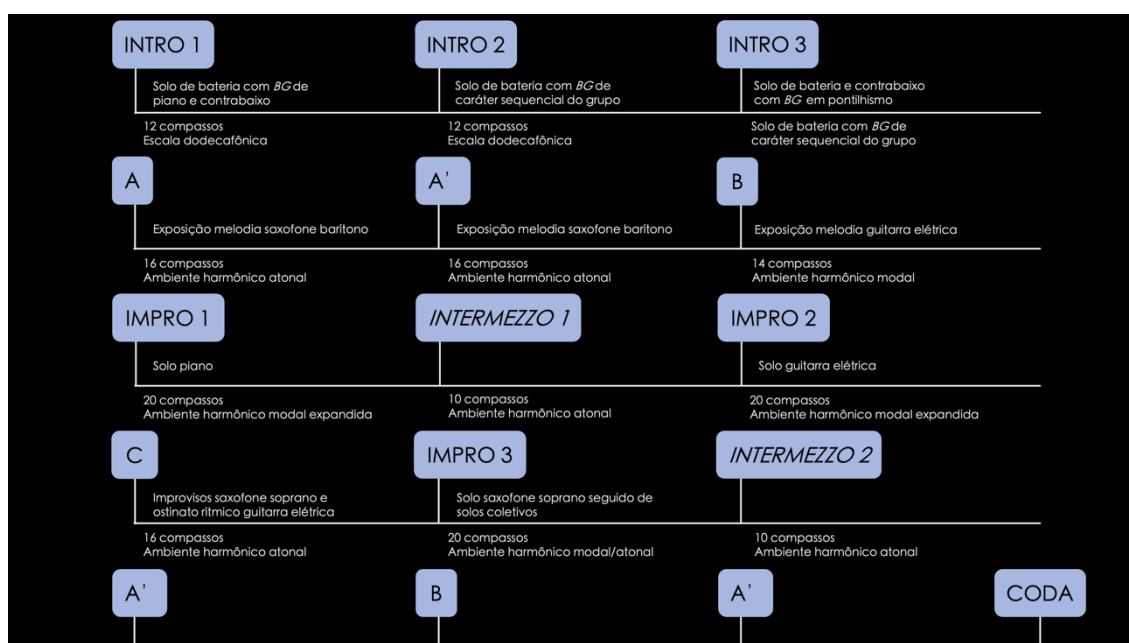 INTRO 1
INTRO 2
INTRO 3
Solo de bateria com BG de
piano e contrabaixo
Solo de bateria com BG de
caráter sequencial do grupo
Solo de bateria e contrabaixo
com BG em pontilhismo
12 compassos
Escala dodecafônica
12 compassos
Escala dodecafônica
Solo de bateria com BG de
caráter sequencial do grupo
A
A’
B
Exposição melodia saxofone barítono
Exposição melodia saxofone barítono
Exposição melodia guitarra elétrica
16 compassos
Ambiente harmônico atonal
16 compassos
Ambiente harmônico atonal
14 compassos
Ambiente harmônico modal
IMPRO 1
INTERMEZZO 1
IMPRO 2
Solo piano
Solo guitarra elétrica
20 compassos
Ambiente harmônico modal expandida
10 compassos
Ambiente harmônico atonal
20 compassos
Ambiente harmônico modal expandida
C
IMPRO 3
INTERMEZZO 2
Improvisos saxofone soprano e
ostinato rítmico guitarra elétrica
Solo saxofone soprano seguido de
solos coletivos
16 compassos
Ambiente harmônico atonal
20 compassos
Ambiente harmônico modal/atonal
10 compassos
Ambiente harmônico atonal
A’
B
A’
CODA